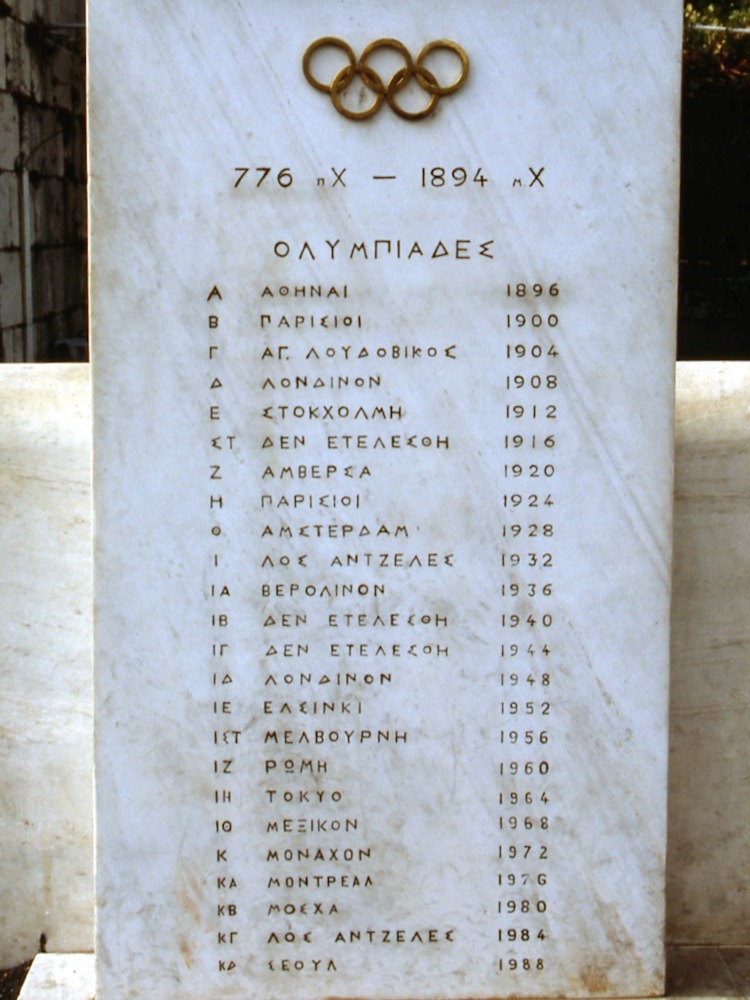 776 πΧ — 1894 μΧ
ΟΛΥΜΠΙΑΔΕΣ
Α ΑΘΗΝΑΙ 1896
Β ΠΑΡΙΣΙΟΙ 1900
Γ ΑΓ. ΛΟΥΔΟΒΙΚΟΣ 1904
Δ ΛΟΝΔΙΝΟΝ 1908
Ε ΣΤΟΚΧΟΛΜΗ 1912
ΣΤ ΔΕΝ ΕΤΕΛΕΣΘΗ 1916
Ζ ΑΜΒΕΡΣΑ 1920
Η ΠΑΡΙΣΙΟΙ 1924
Θ ΑΜΣΤΕΡΔΑΜ 1928
Ι ΛΟΣ ΑΝΤΖΕΛΕΣ 1932
ΙΑ ΒΕΡΟΛΙΝΟΝ 1936
ΙΒ ΔΕΝ ΕΤΕΛΕΣΘΗ 1940
ΙΓ ΔΕΝ ΕΤΕΛΕΣΘΗ 1944
ΙΔ ΛΟΝΔΙΝΟΝ 1948
ΙΕ ΕΛΣΙΝΚΙ 1952
ΙΣΤ ΜΕΛΒΟΥΡΝΗ 1956
ΙΖ ΡΩΜΗ 1960
ΙΗ ΤΟΚΥΟ 1964
ΙΘ ΜΕΞΙΚΟΝ 1968
Κ ΜΟΝΑΧΟΝ 1972
ΚΑ ΜΟΝΤΡΕΑΛ 1976
ΚΒ ΜΟΣΧΑ 1980
ΚΓ ΛΟΣ ΑΝΤΖΕΛΕΣ 1984
ΚΔ ΣΕΟΥΛ 1988